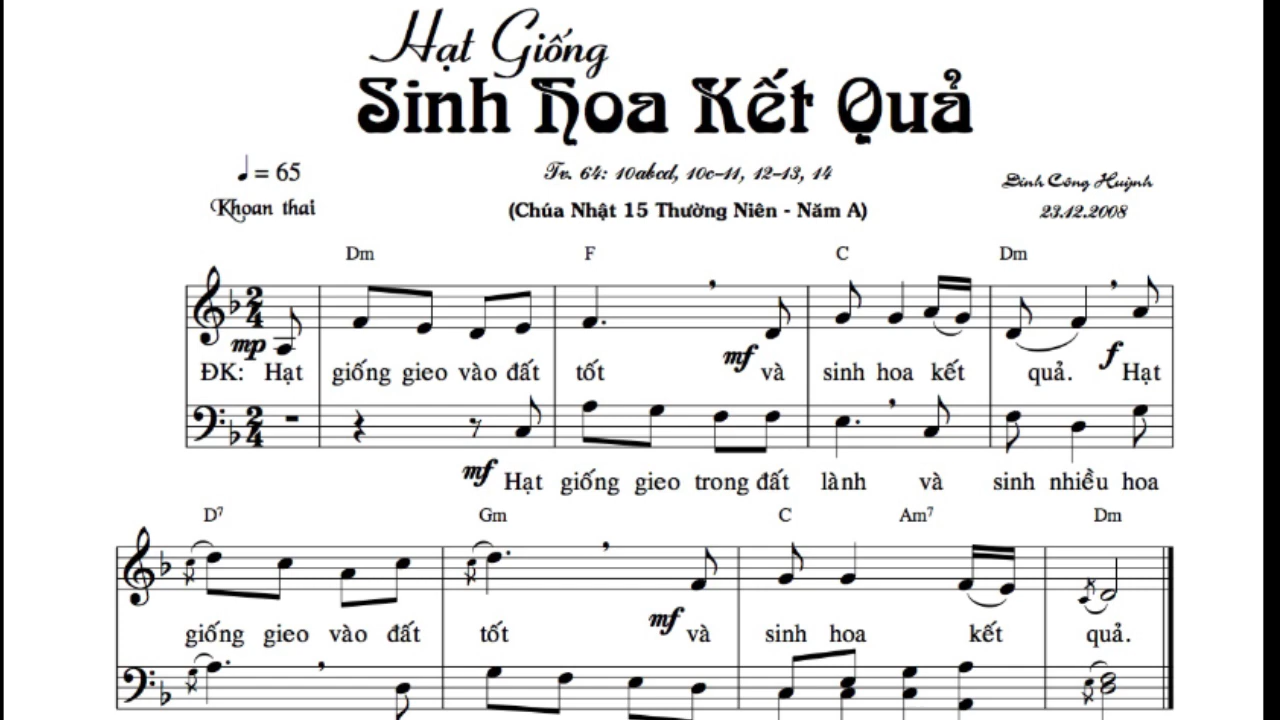 Hạt Giống
Sinh Hoa Kết Quả
♩ = 65
Tv. 64: 10abcd, 10c-11, 12-13, 14
Đinh Công Huỳnh
Khoan thai
(Chúa Nhật 15 Thường Niên - Năm A)
23.12.2008
Dm F C Dm
mp mf f
ĐK: Hạt giống gieo vào đất tốt và sinh hoa kết quả. Hạt
mf
Hạt giống gieo trong đất lành và sinh nhiều hoa
D7 Gm C Am7 Dm
mf
giống gieo vào đất tốt và sinh hoa kết quả.